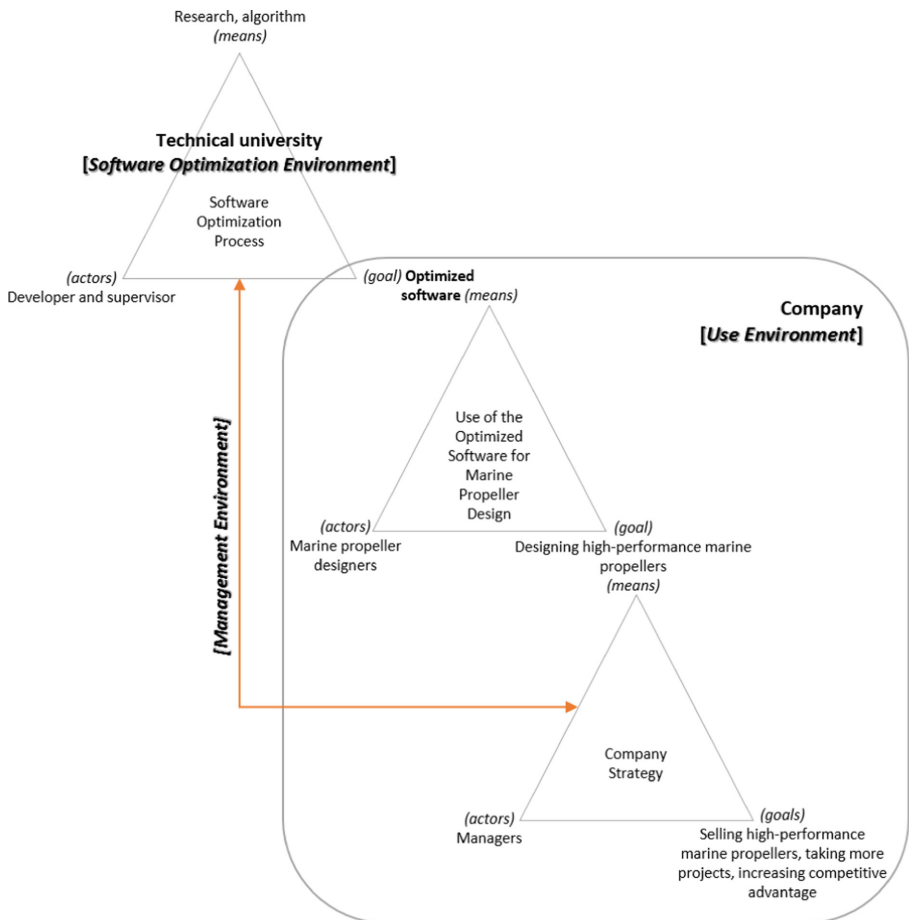 Research, algorithm
(means)
Technical university
[Software Optimization Environment]
Software
Optimization
Process
(actors)
Developer and supervisor
(goal) Optimized
software (means)
Company
[Use Environment]
Use of the
Optimized
Software for
Marine
Propeller
Design
[Management Environment]
(actors)
Marine propeller
designers
(goal)
Designing high-performance marine
propellers
(means)
Company
Strategy
(actors)
Managers
(goals)
Selling high-performance
marine propellers, taking more
projects, increasing competitive
advantage